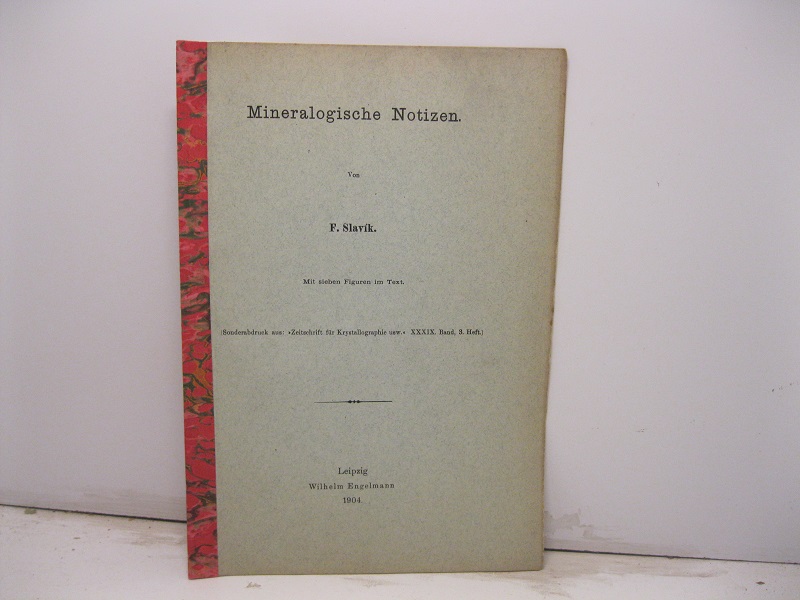 Mineralogische Notizen.
Von
F. Slavík.
Mit sieben Figuren im Text.
(Sonderabdruck aus: »Zeitschrift für Krystallographie usw.« XXXIX. Band, 3. Heft.)
Leipzig
Wilhelm Engelmann
1904.